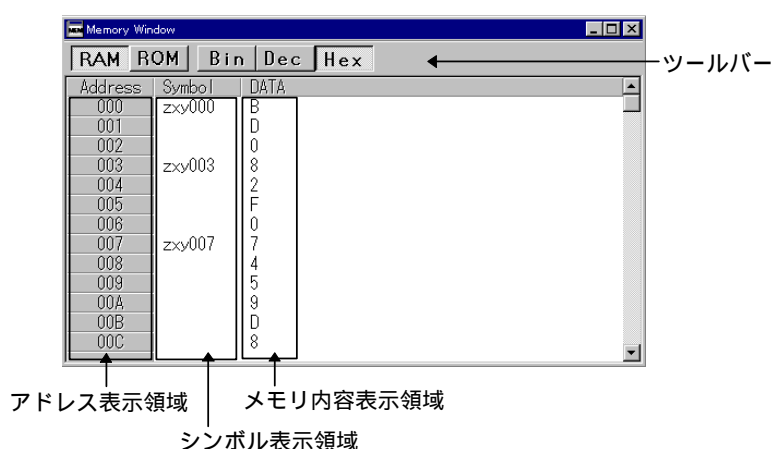 Memory Window
RAM ROM Bin Dec Hex
ツールバー
Address Symbol DATA
000 zxy000 B
001 D
002 0
003 zxy003 8
004 2
005 F
006 0
007 zxy007 7
008 4
009 5
00A 9
00B D
00C 8
アドレス表示領域 メモリ内容表示領域
シンボル表示領域